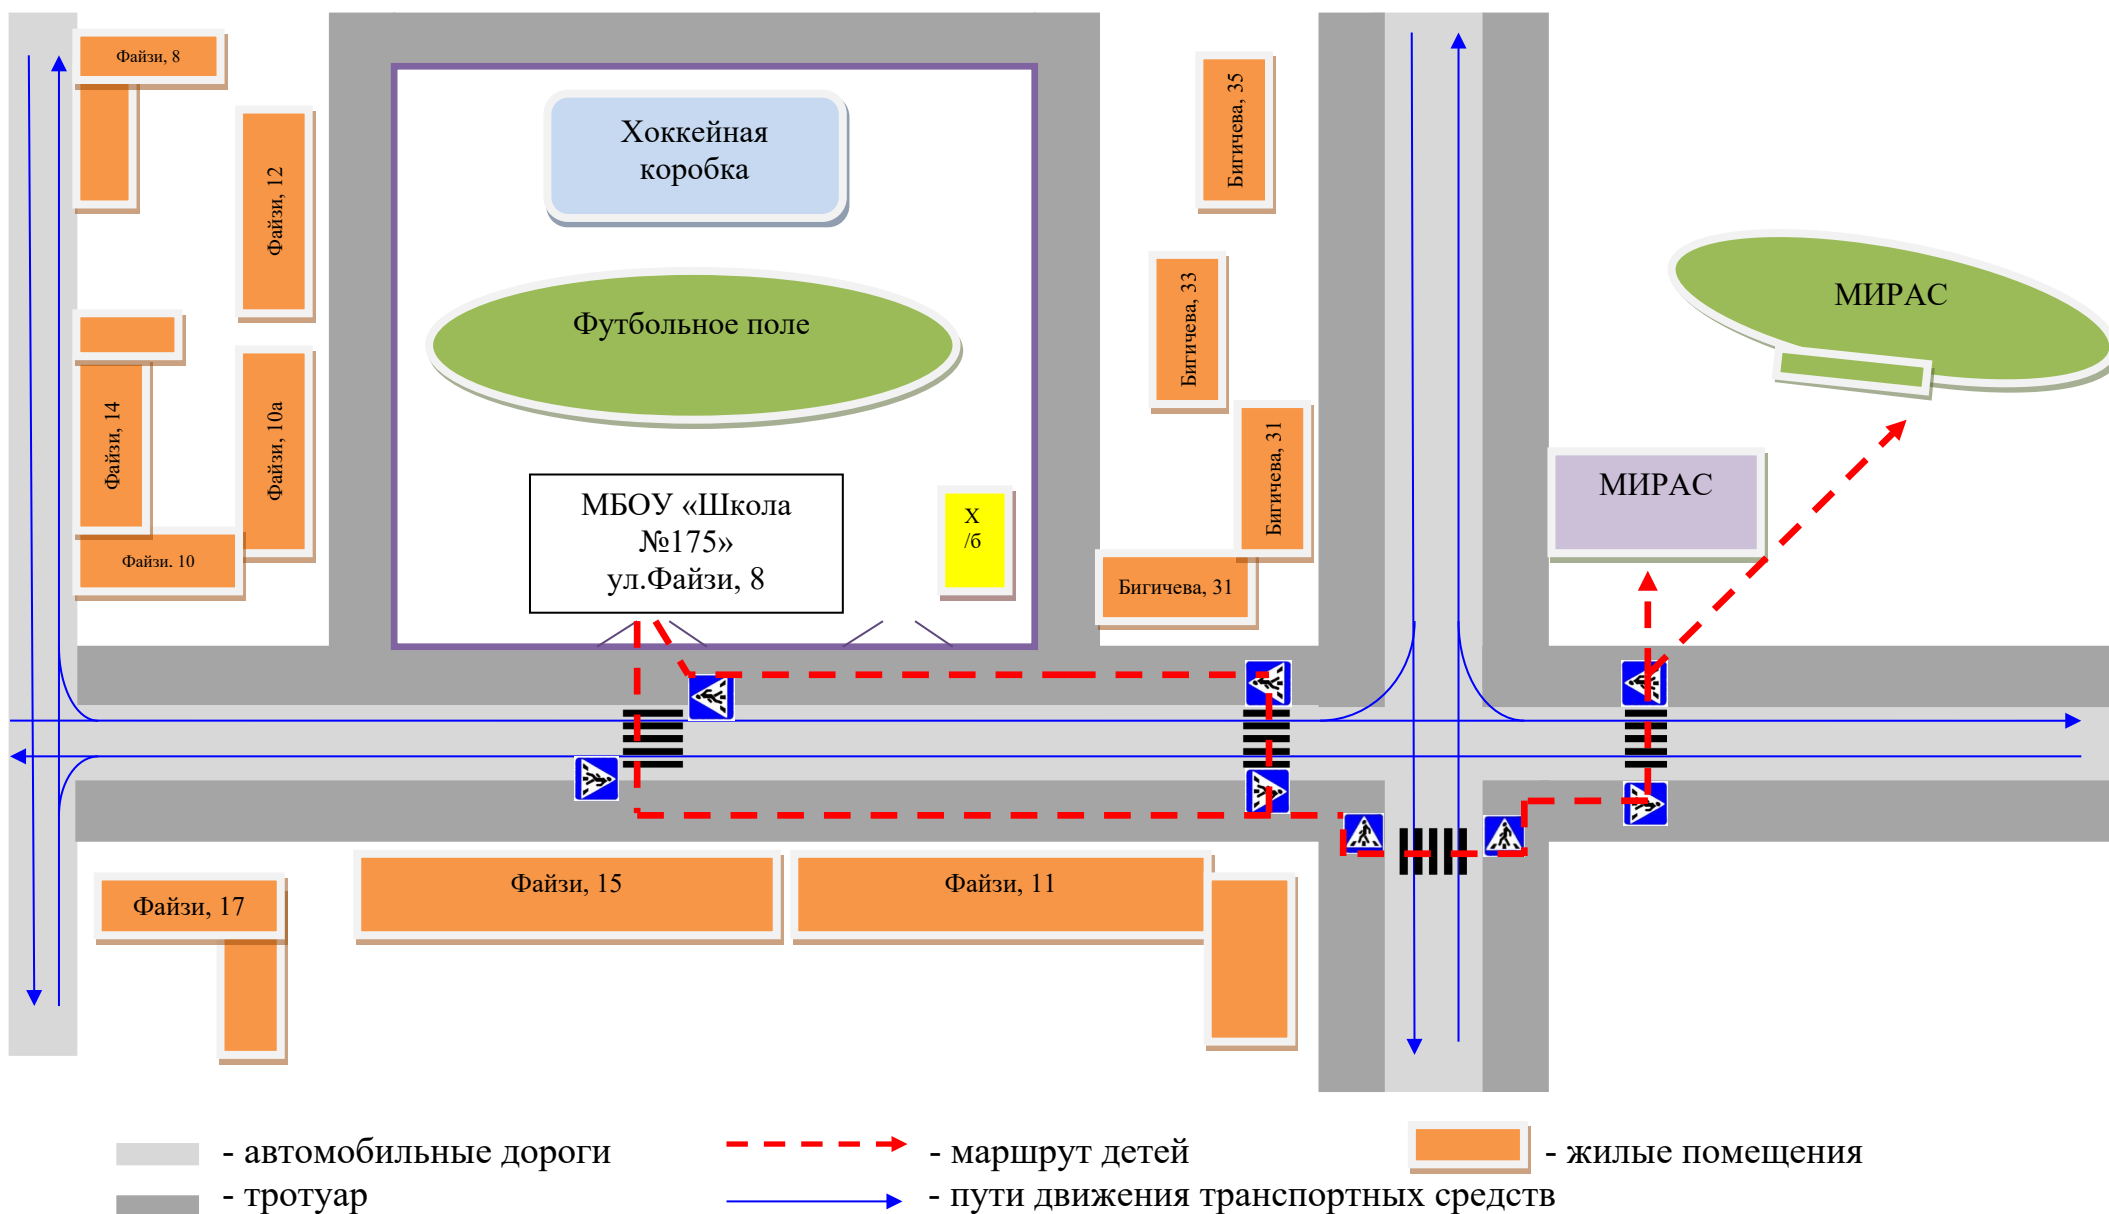 Файзи, 8
Файзи, 12
Файзи, 14
Файзи, 10а
Файзи. 10
Хоккейная
коробка
Футбольное поле
МБОУ «Школа
№175»
ул.Файзи, 8
Х
/б
Бигичева, 35
Бигичева, 33
Бигичева, 31
Бигичева, 31
МИРАС
МИРАС
Файзи, 17
Файзи, 15
Файзи, 11
- автомобильные дороги
- маршрут детей
- жилые помещения
- тротуар
- пути движения транспортных средств